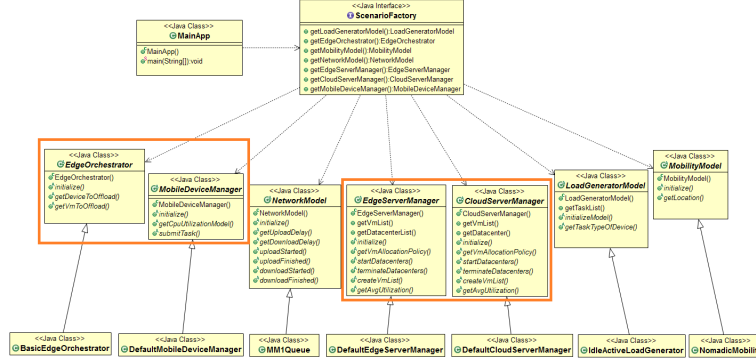 <<Java Interface>>
ScenarioFactory
getLoadGeneratorModel():LoadGeneratorModel
getEdgeOrchestrator():EdgeOrchestrator
getMobilityModel():MobilityModel
getNetworkModel():NetworkModel
getEdgeServerManager():EdgeServerManager
getCloudServerManager():CloudServerManager
getMobileDeviceManager():MobileDeviceManager
<<Java Class>>
MainApp
MainApp()
main(String[]):void
<<Java Class>>
EdgeOrchestrator
EdgeOrchestrator()
initialize()
getDeviceToOffload()
getVmToOffload()
<<Java Class>>
MobileDeviceManager
MobileDeviceManager()
initialize()
getCpuUtilizationModel()
submitTask()
<<Java Class>>
NetworkModel
NetworkModel()
initialize()
getUploadDelay()
getDownloadDelay()
uploadStarted()
uploadFinished()
downloadStarted()
downloadFinished()
<<Java Class>>
EdgeServerManager
EdgeServerManager()
getVmList()
getDatacenterList()
initialize()
getVmAllocationPolicy()
startDatacenters()
terminateDatacenters()
createVmList()
getAvgUtilization()
<<Java Class>>
CloudServerManager
CloudServerManager()
getVmList()
getDatacenter()
initialize()
getVmAllocationPolicy()
startDatacenters()
terminateDatacenters()
createVmList()
getAvgUtilization()
<<Java Class>>
LoadGeneratorModel
LoadGeneratorModel()
getTaskList()
initializeModel()
getTaskTypeOfDevice()
<<Java Class>>
MobilityModel
MobilityModel()
initialize()
getLocation()
<<Java Class>>
BasicEdgeOrchestrator
<<Java Class>>
DefaultMobileDeviceManager
<<Java Class>>
MM1Queue
<<Java Class>>
DefaultEdgeServerManager
<<Java Class>>
DefaultCloudServerManager
<<Java Class>>
IdleActiveLoadGenerator
<<Java Class>>
NomadicMobility